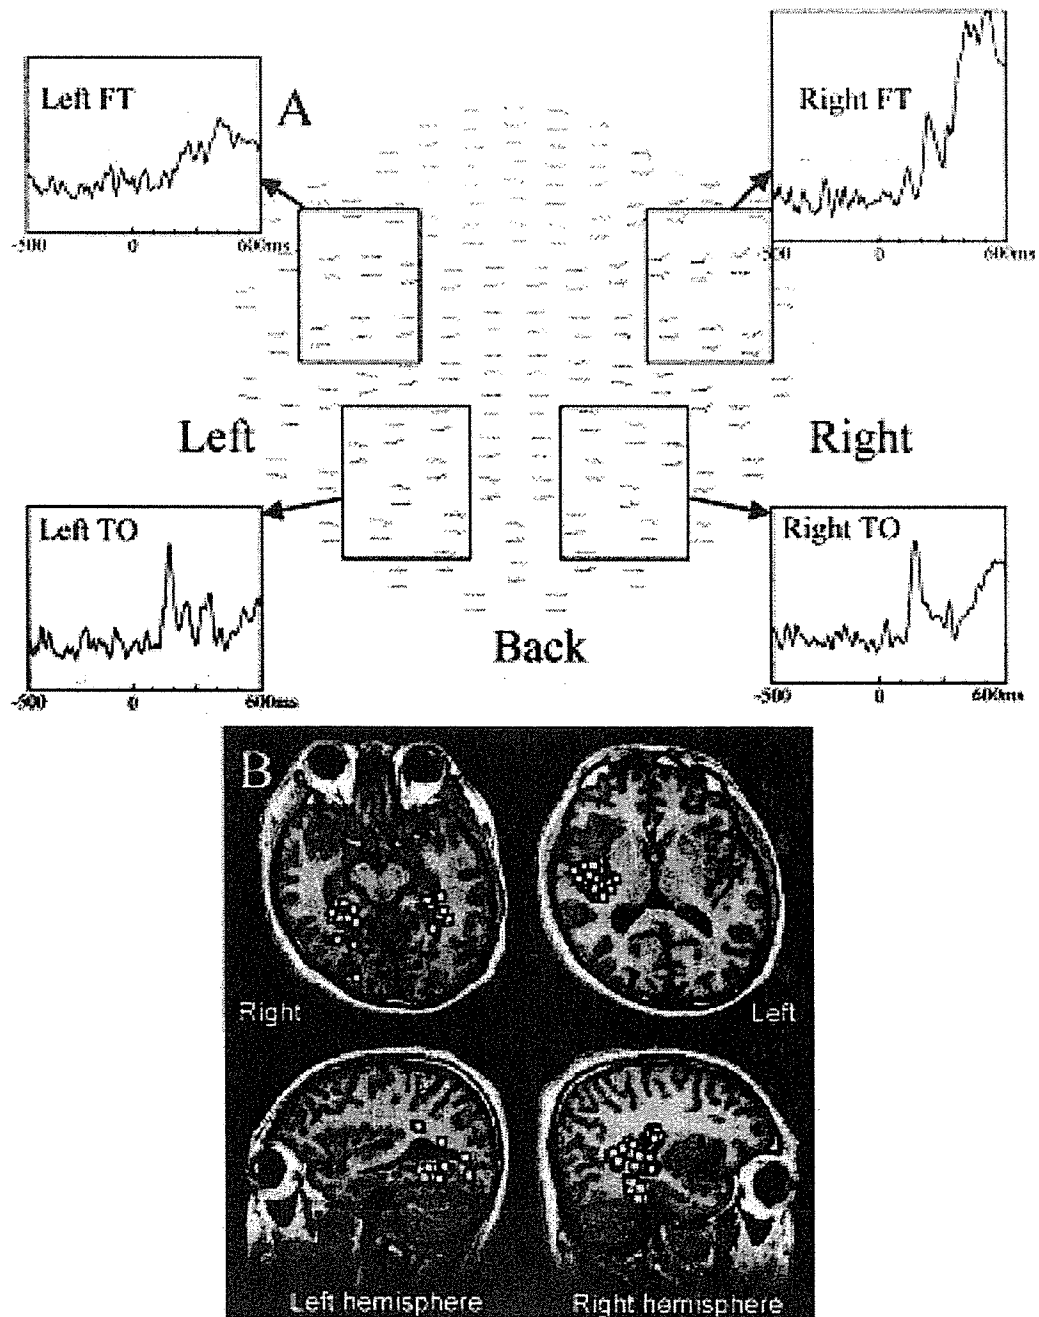 Left FT
A
Right FT
-500 0 600ms
-500 0 600ms
Left
Right
Left TO
Right TO
Back
-500 0 600ms
-500 0 600ms
B
Right
Left
Left hemisphere
Right hemisphere